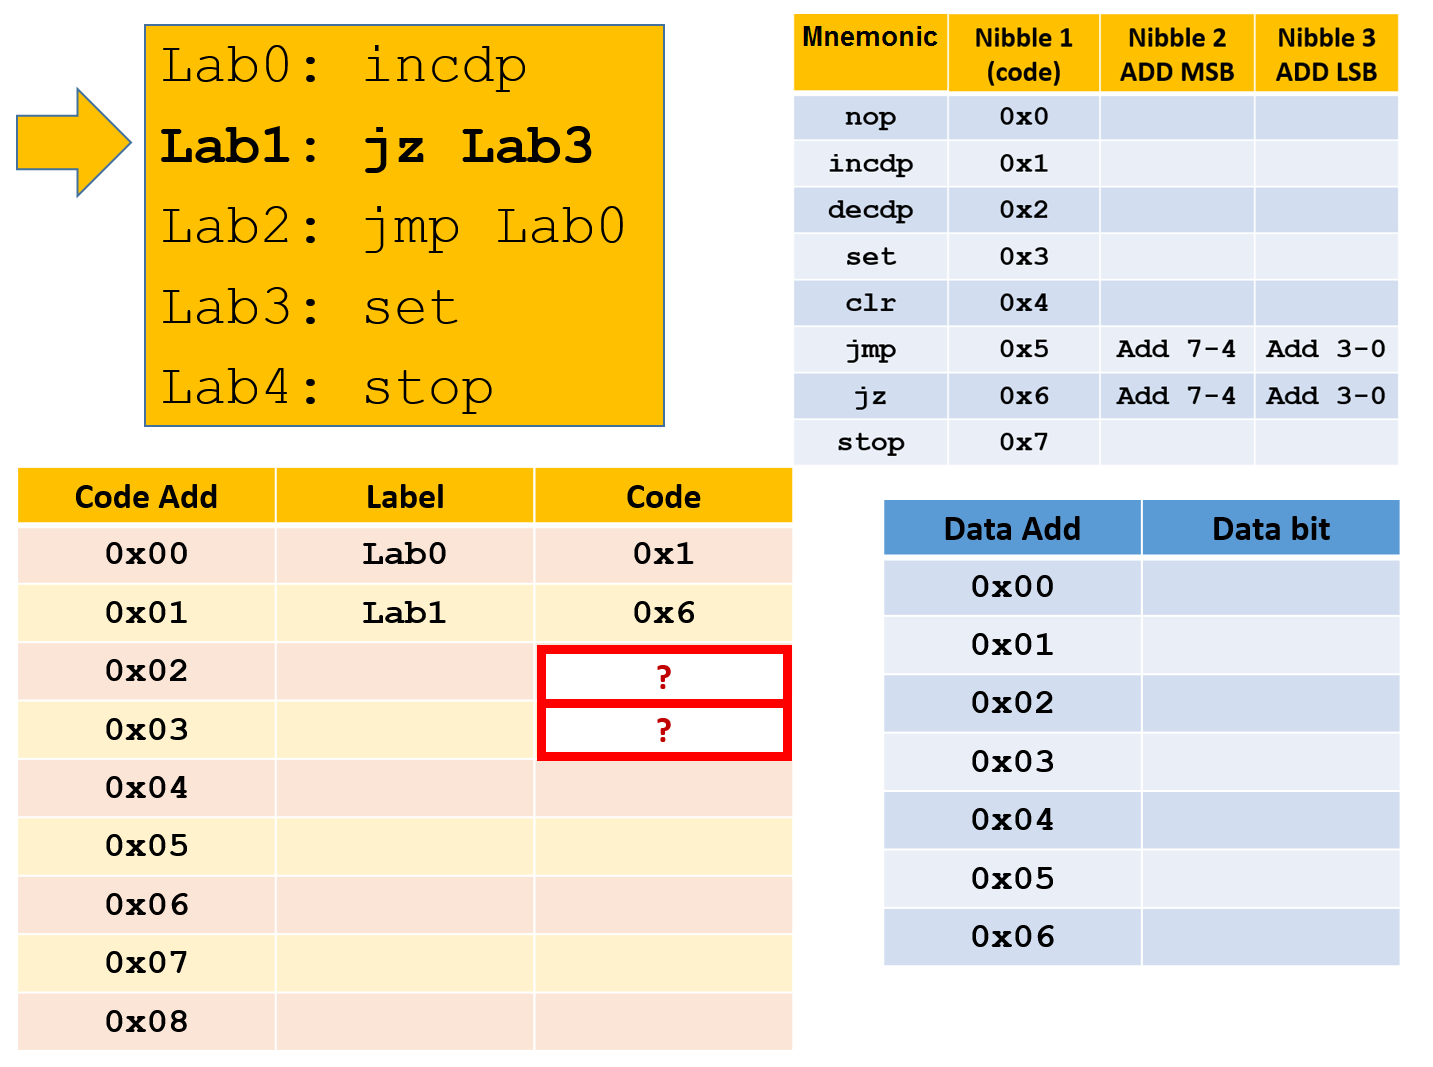 Lab0: incdp
Lab1: jz Lab3
Lab2: jmp Lab0
Lab3: set
Lab4: stop
Mnemonic Nibble 1 (code) Nibble 2 ADD MSB Nibble 3 ADD LSB
nop 0x0
incdp 0x1
decdp 0x2
set 0x3
clr 0x4
jmp 0x5 Add 7-4 Add 3-0
jz 0x6 Add 7-4 Add 3-0
stop 0x7
Code Add Label Code
0x00 Lab0 0x1
0x01 Lab1 0x6
0x02 ?
0x03 ?
0x04
0x05
0x06
0x07
0x08
Data Add Data bit
0x00
0x01
0x02
0x03
0x04
0x05
0x06